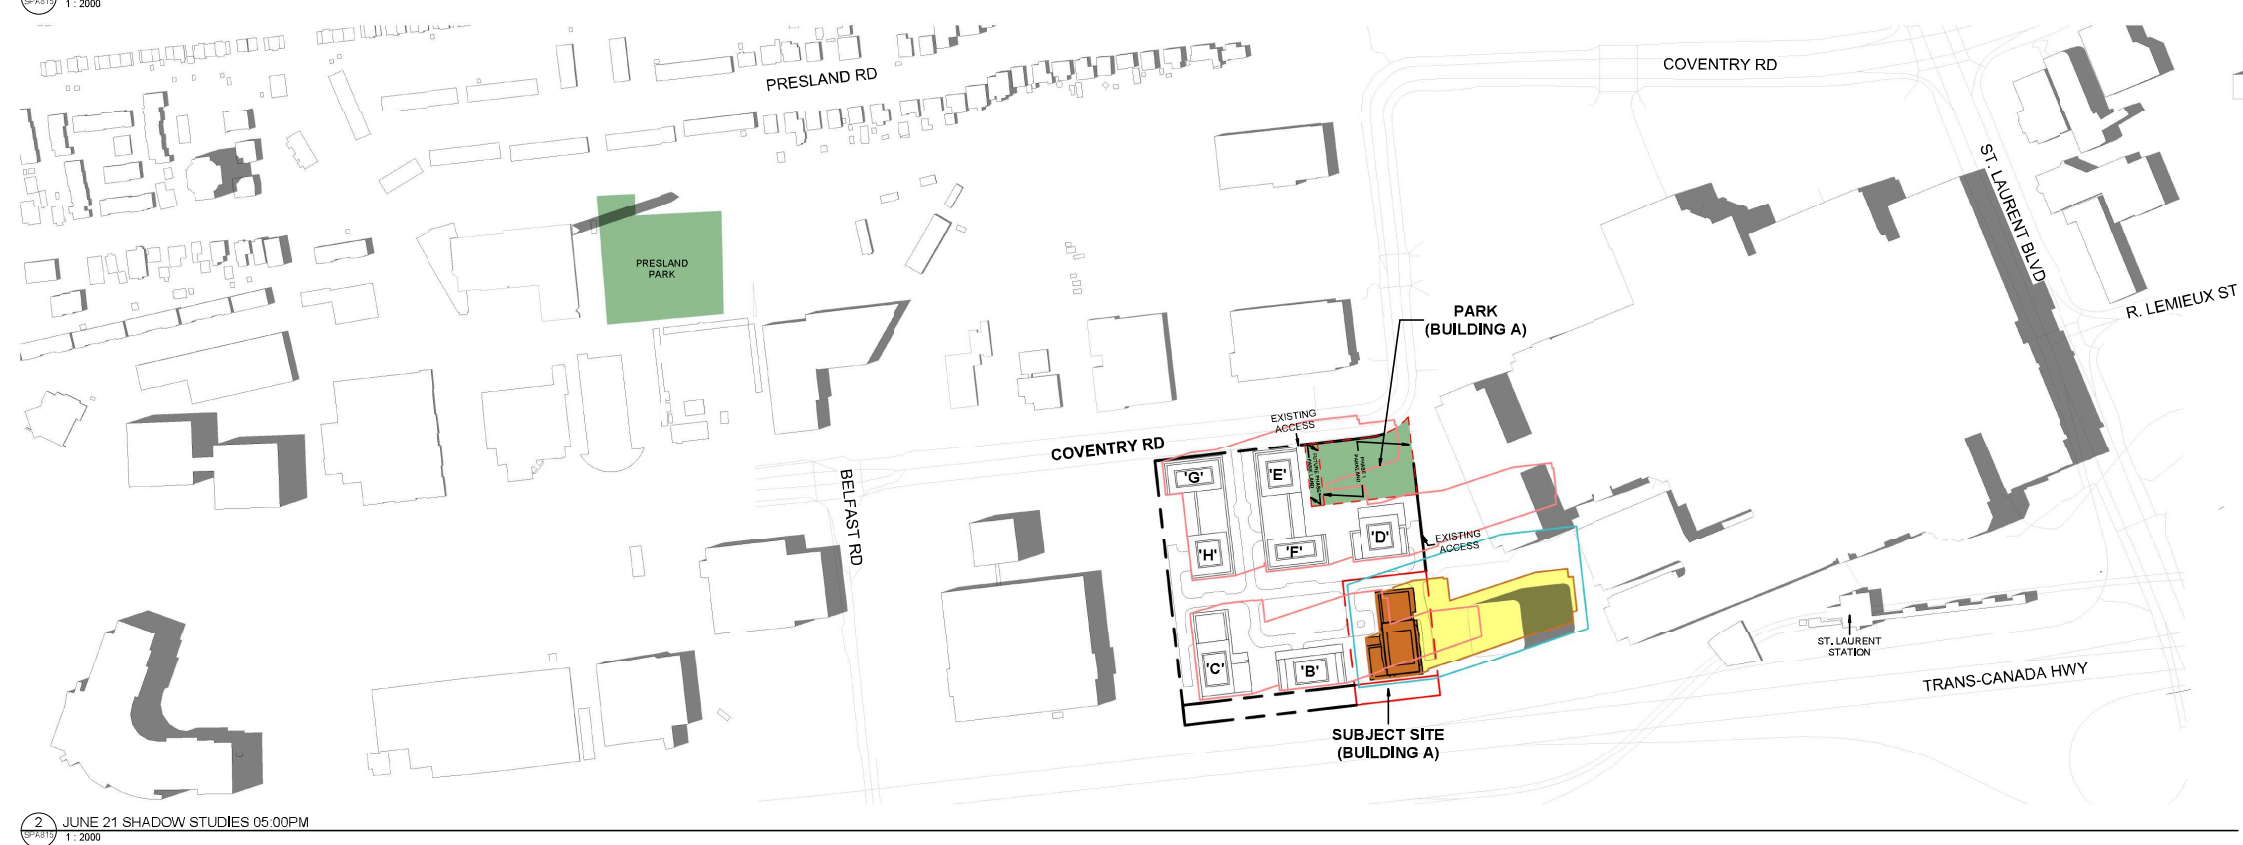 SPA815
1 : 2000
PRESLAND RD
COVENTRY RD
ST. LAURENT BLVD
R. LEMIEUX ST
PRESLAND
PARK
PARK
(BUILDING A)
EXISTING
ACCESS
COVENTRY RD
BELFAST RD
'G'
'E'
'H'
'F'
'D'
EXISTING
ACCESS
'C'
'B'
ST. LAURENT
STATION
TRANS-CANADA HWY
SUBJECT SITE
(BUILDING A)
2
SPA815
JUNE 21 SHADOW STUDIES 05:00PM
1 : 2000